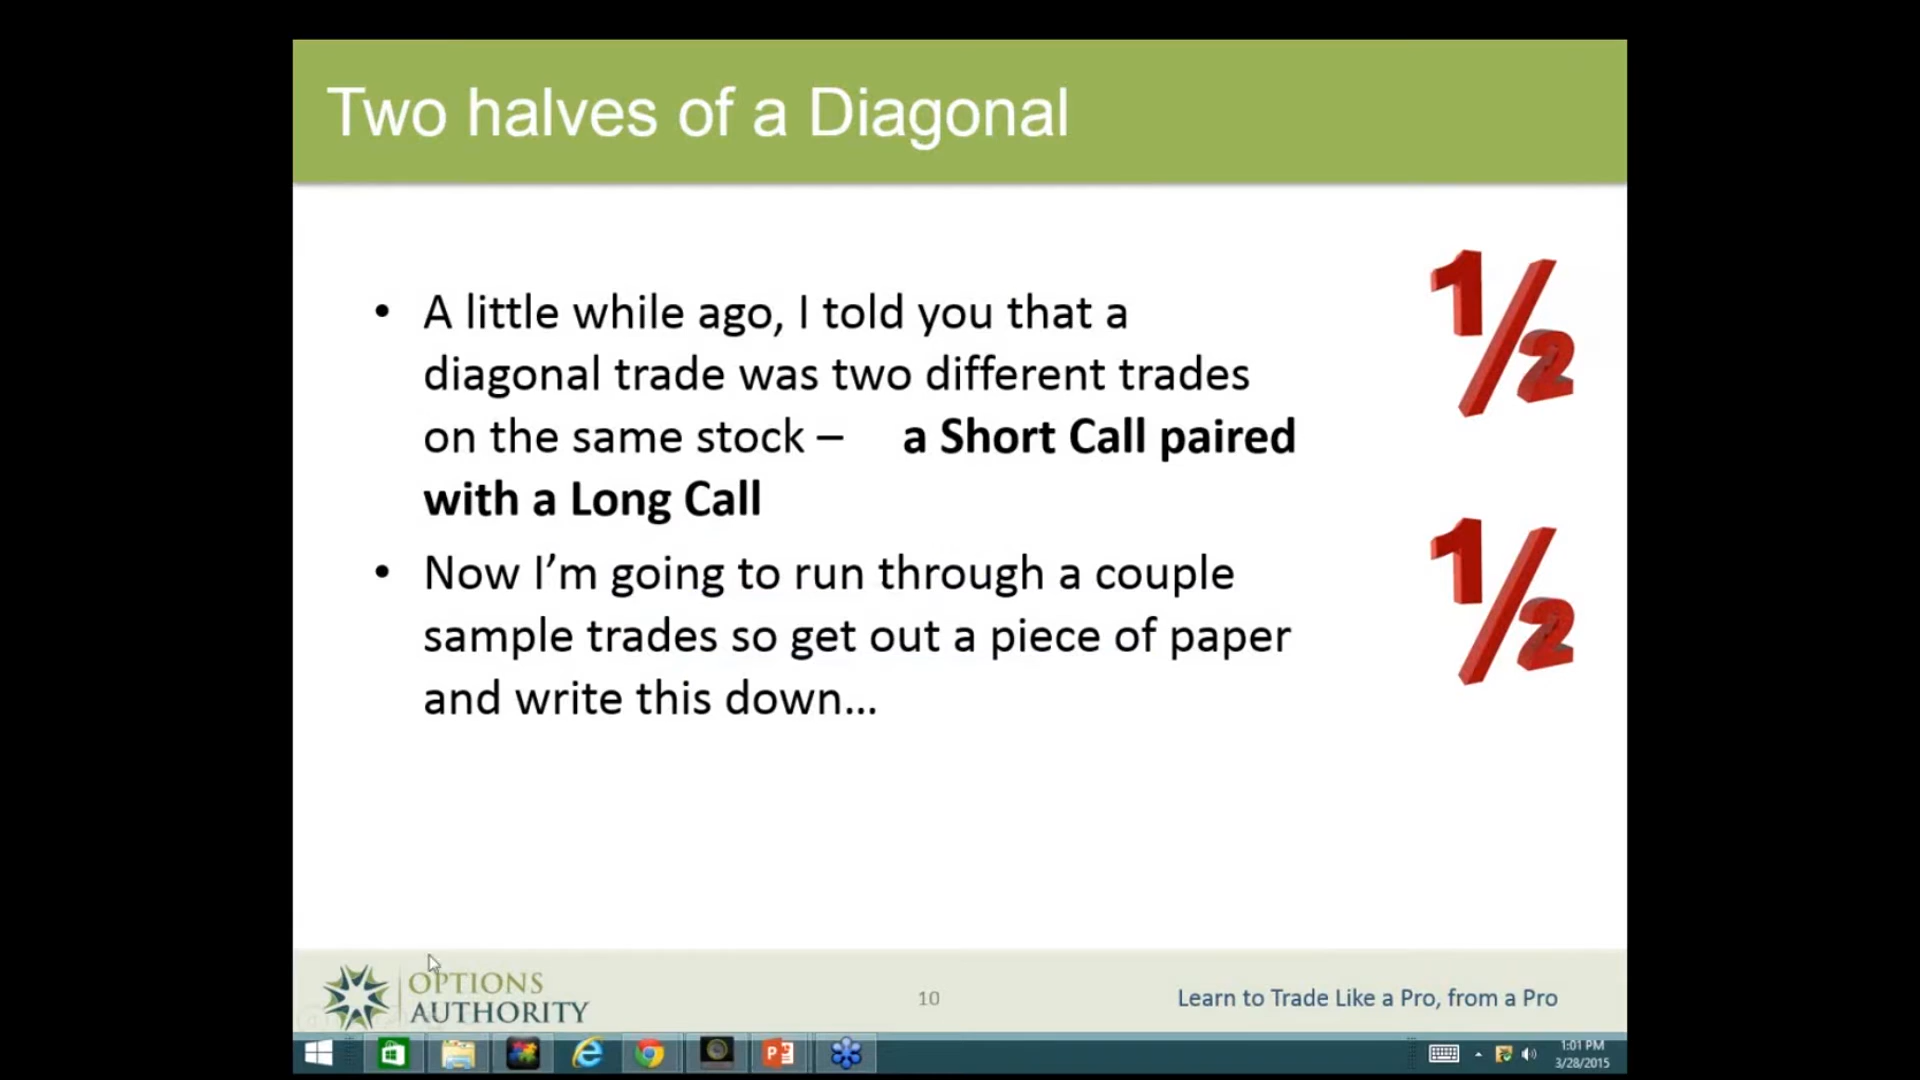 Two halves of a Diagonal
• A little while ago, I told you that a
diagonal trade was two different trades
on the same stock – a Short Call paired
with a Long Call
• Now I’m going to run through a couple
sample trades so get out a piece of paper
and write this down...
1/2
1/2
OPTIONS
AUTHORITY
10
Learn to Trade Like a Pro, from a Pro
1:01 PM
3/28/2015